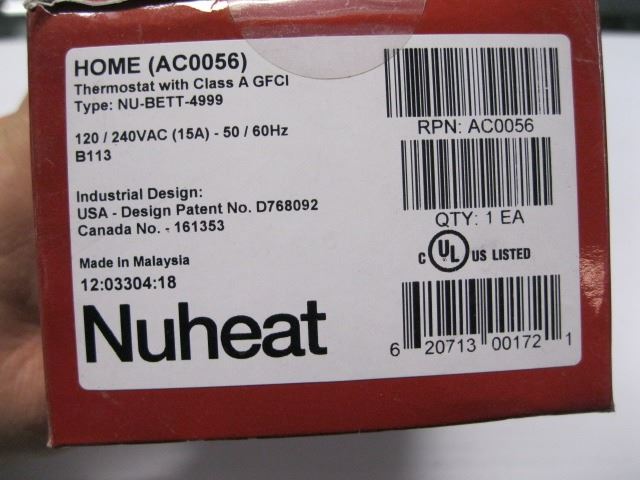 HOME (AC0056)
Thermostat with Class A GFCI
Type: NU-BETT-4999
120 / 240VAC (15A) - 50 / 60Hz
B113
Industrial Design:
USA - Design Patent No. D768092
Canada No. - 161353
Made in Malaysia
12:03304:18
Nuheat
RPN: AC0056
QTY: 1 EA
C UL US LISTED
6 20713 00172 1